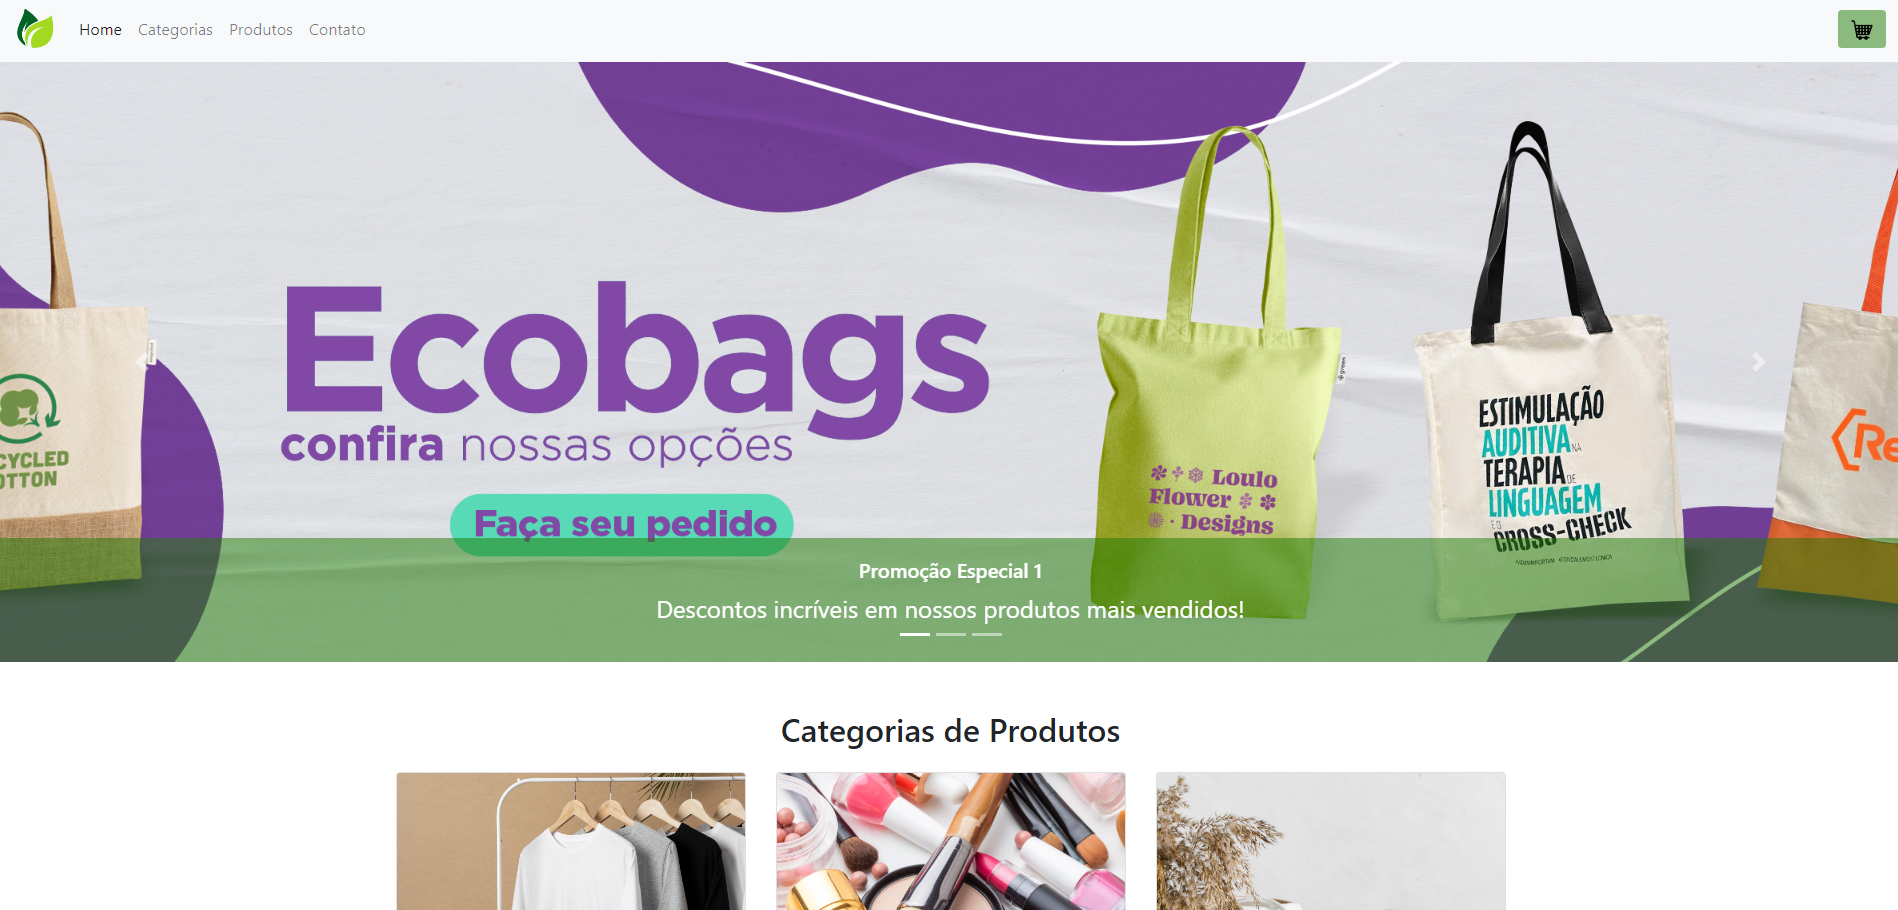 Home Categorias Produtos Contato
Ecobags
confira nossas opções
Faça seu pedido
CYCLED
OTTON
Loulo
Flower
· Designs
ESTIMULAÇÃO
AUDITIVA NA
TERAPIA DE
LINGUAGEM
E O
CROSS-CHECK
Re
Promoção Especial 1
Descontos incríveis em nossos produtos mais vendidos!
Categorias de Produtos